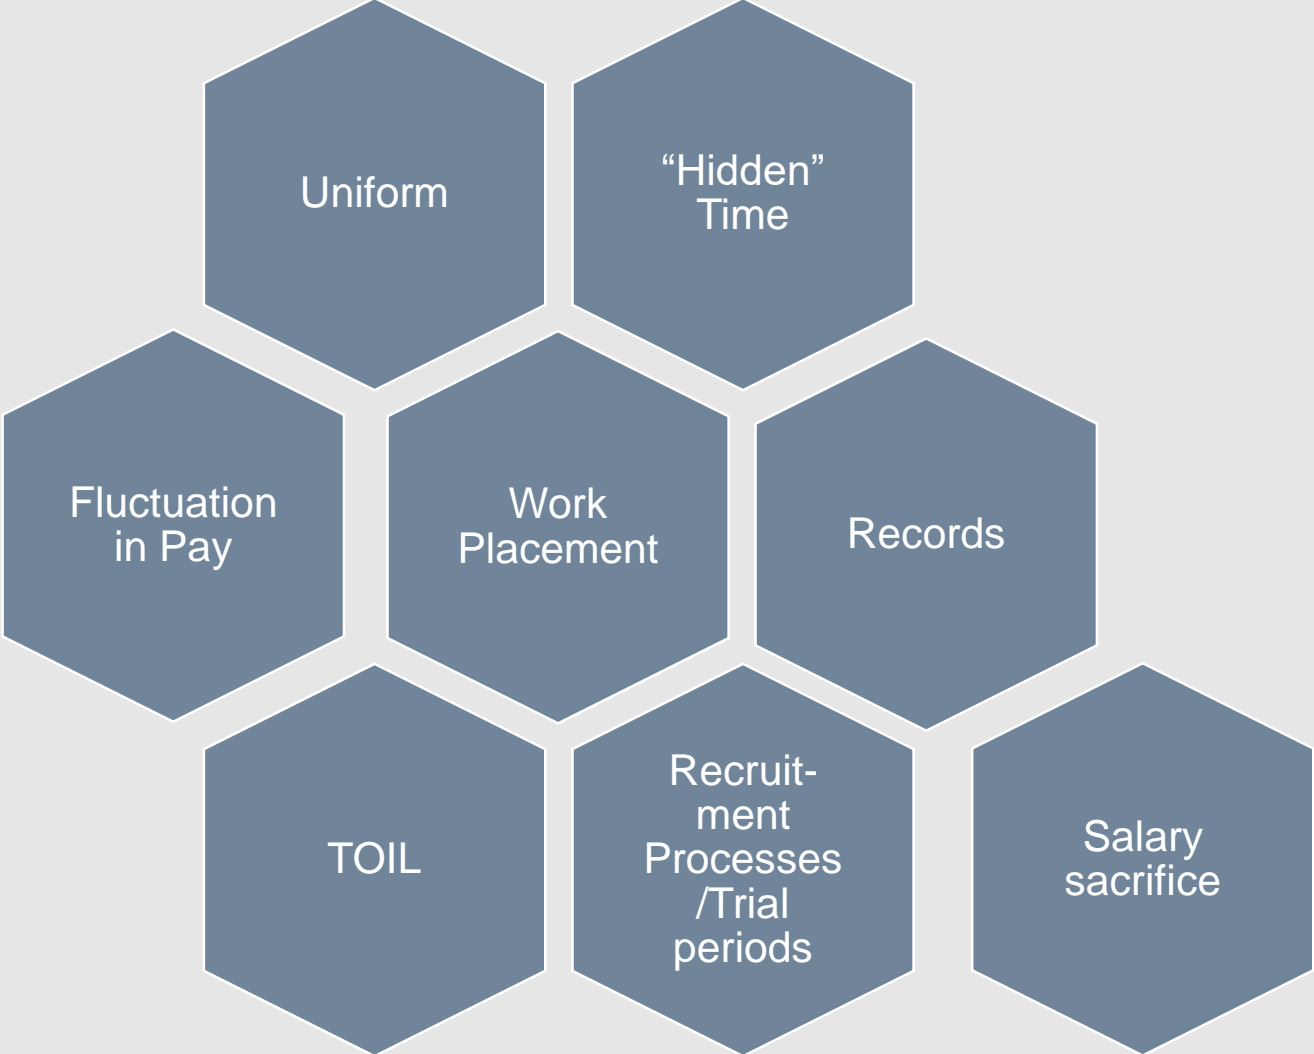 Uniform
“Hidden”
Time
Fluctuation
in Pay
Work
Placement
Records
TOIL
Recruit-
ment
Processes
/Trial
periods
Salary
sacrifice